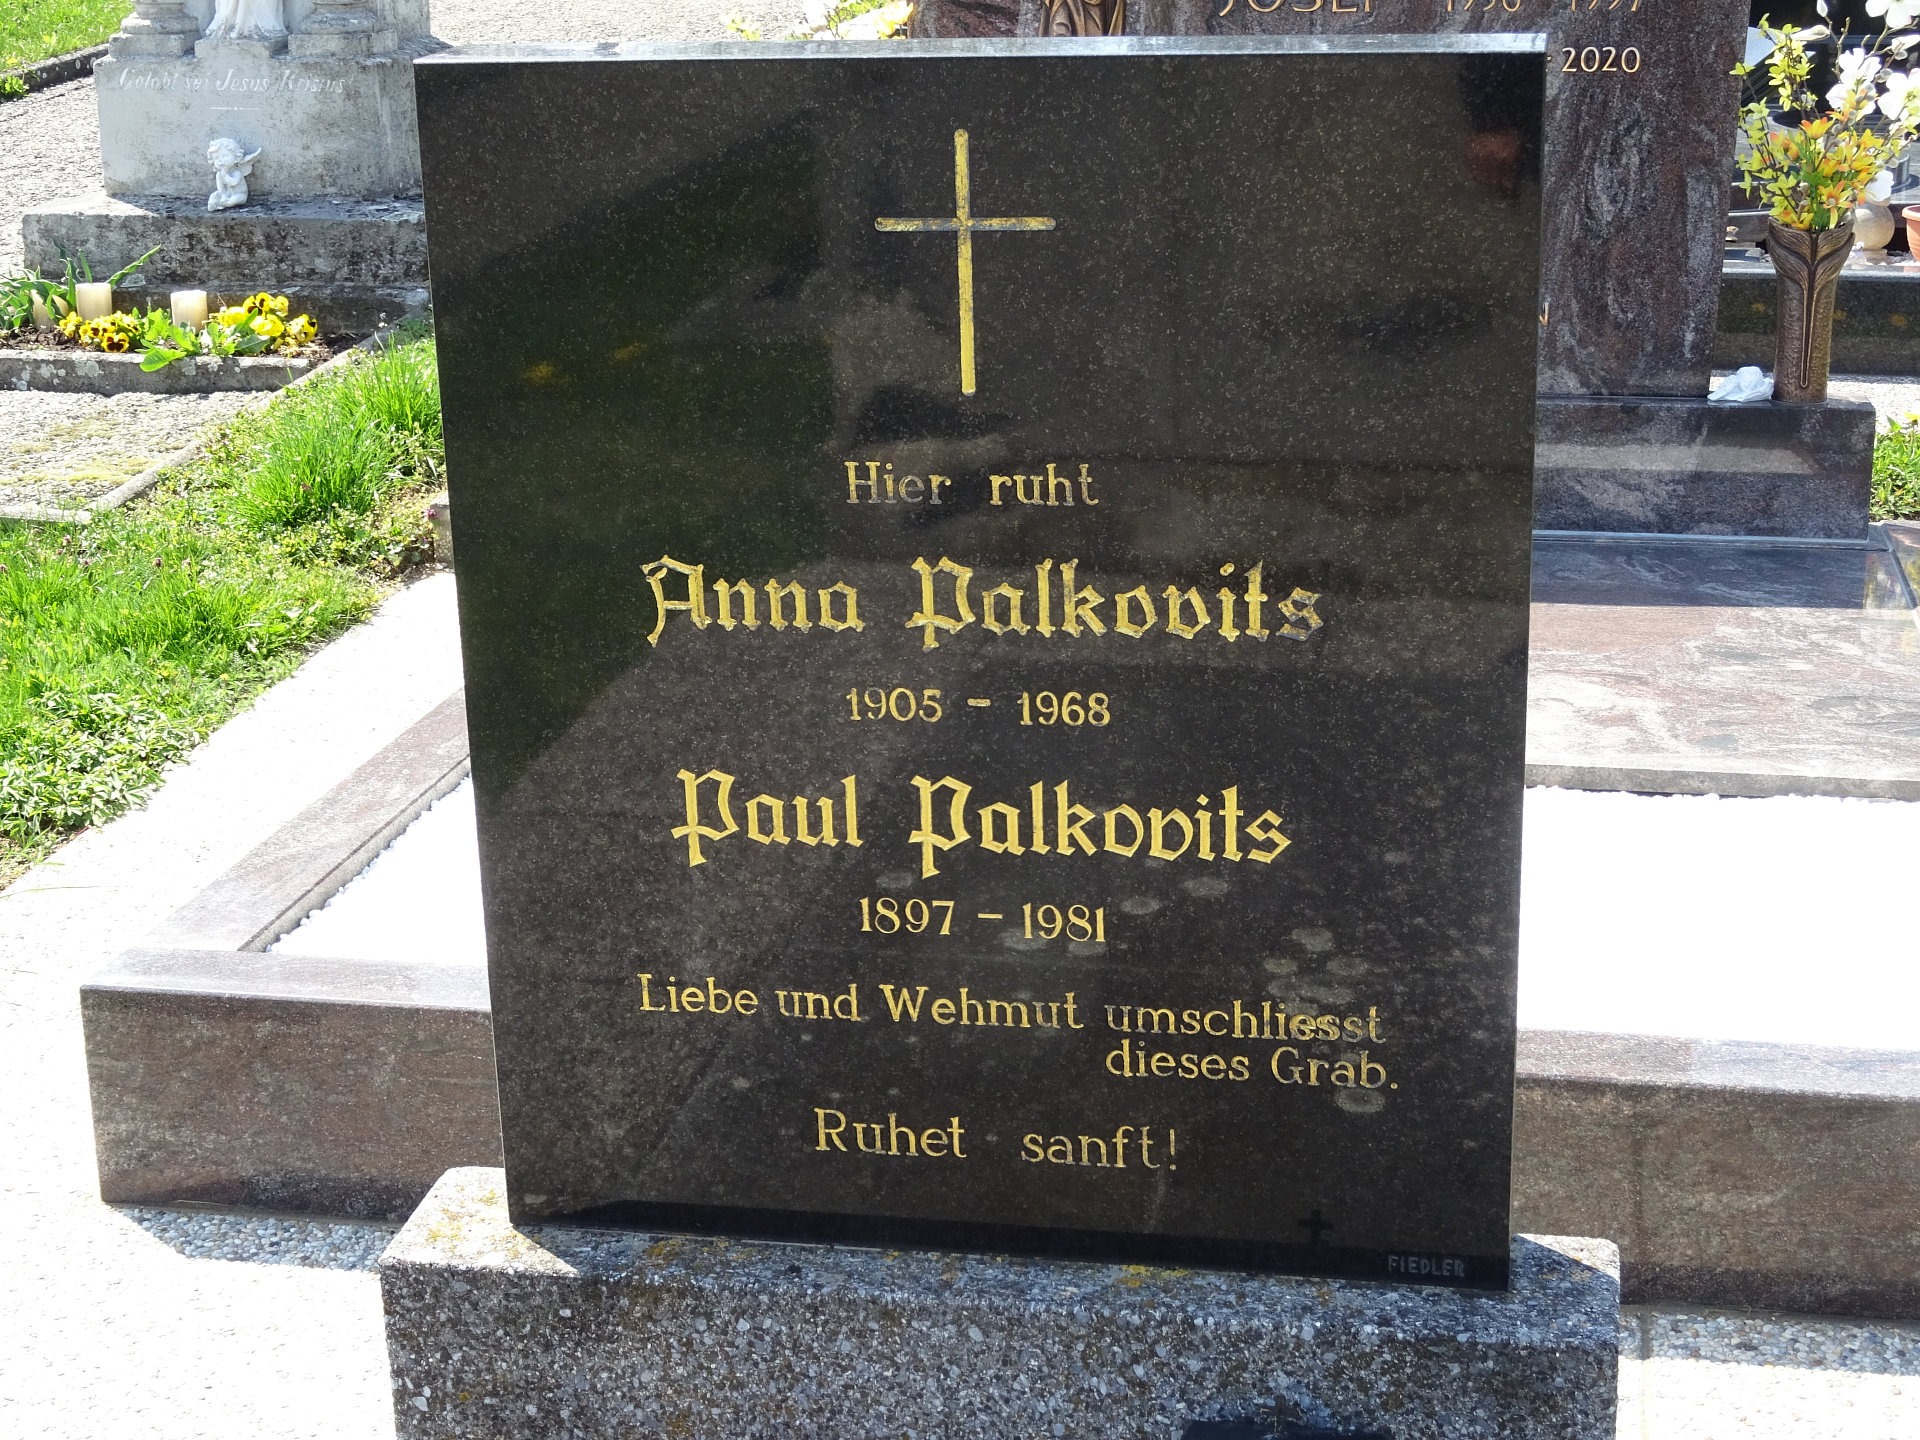 Gelobt sei Jesus Kristus
JOSEF
2020
Hier ruht
Anna Palkovits
1905 – 1968
Paul Palkovits
1897 – 1981
Liebe und Wehmut umschliesst
dieses Grab.
Ruhet sanft!
FIEDLER